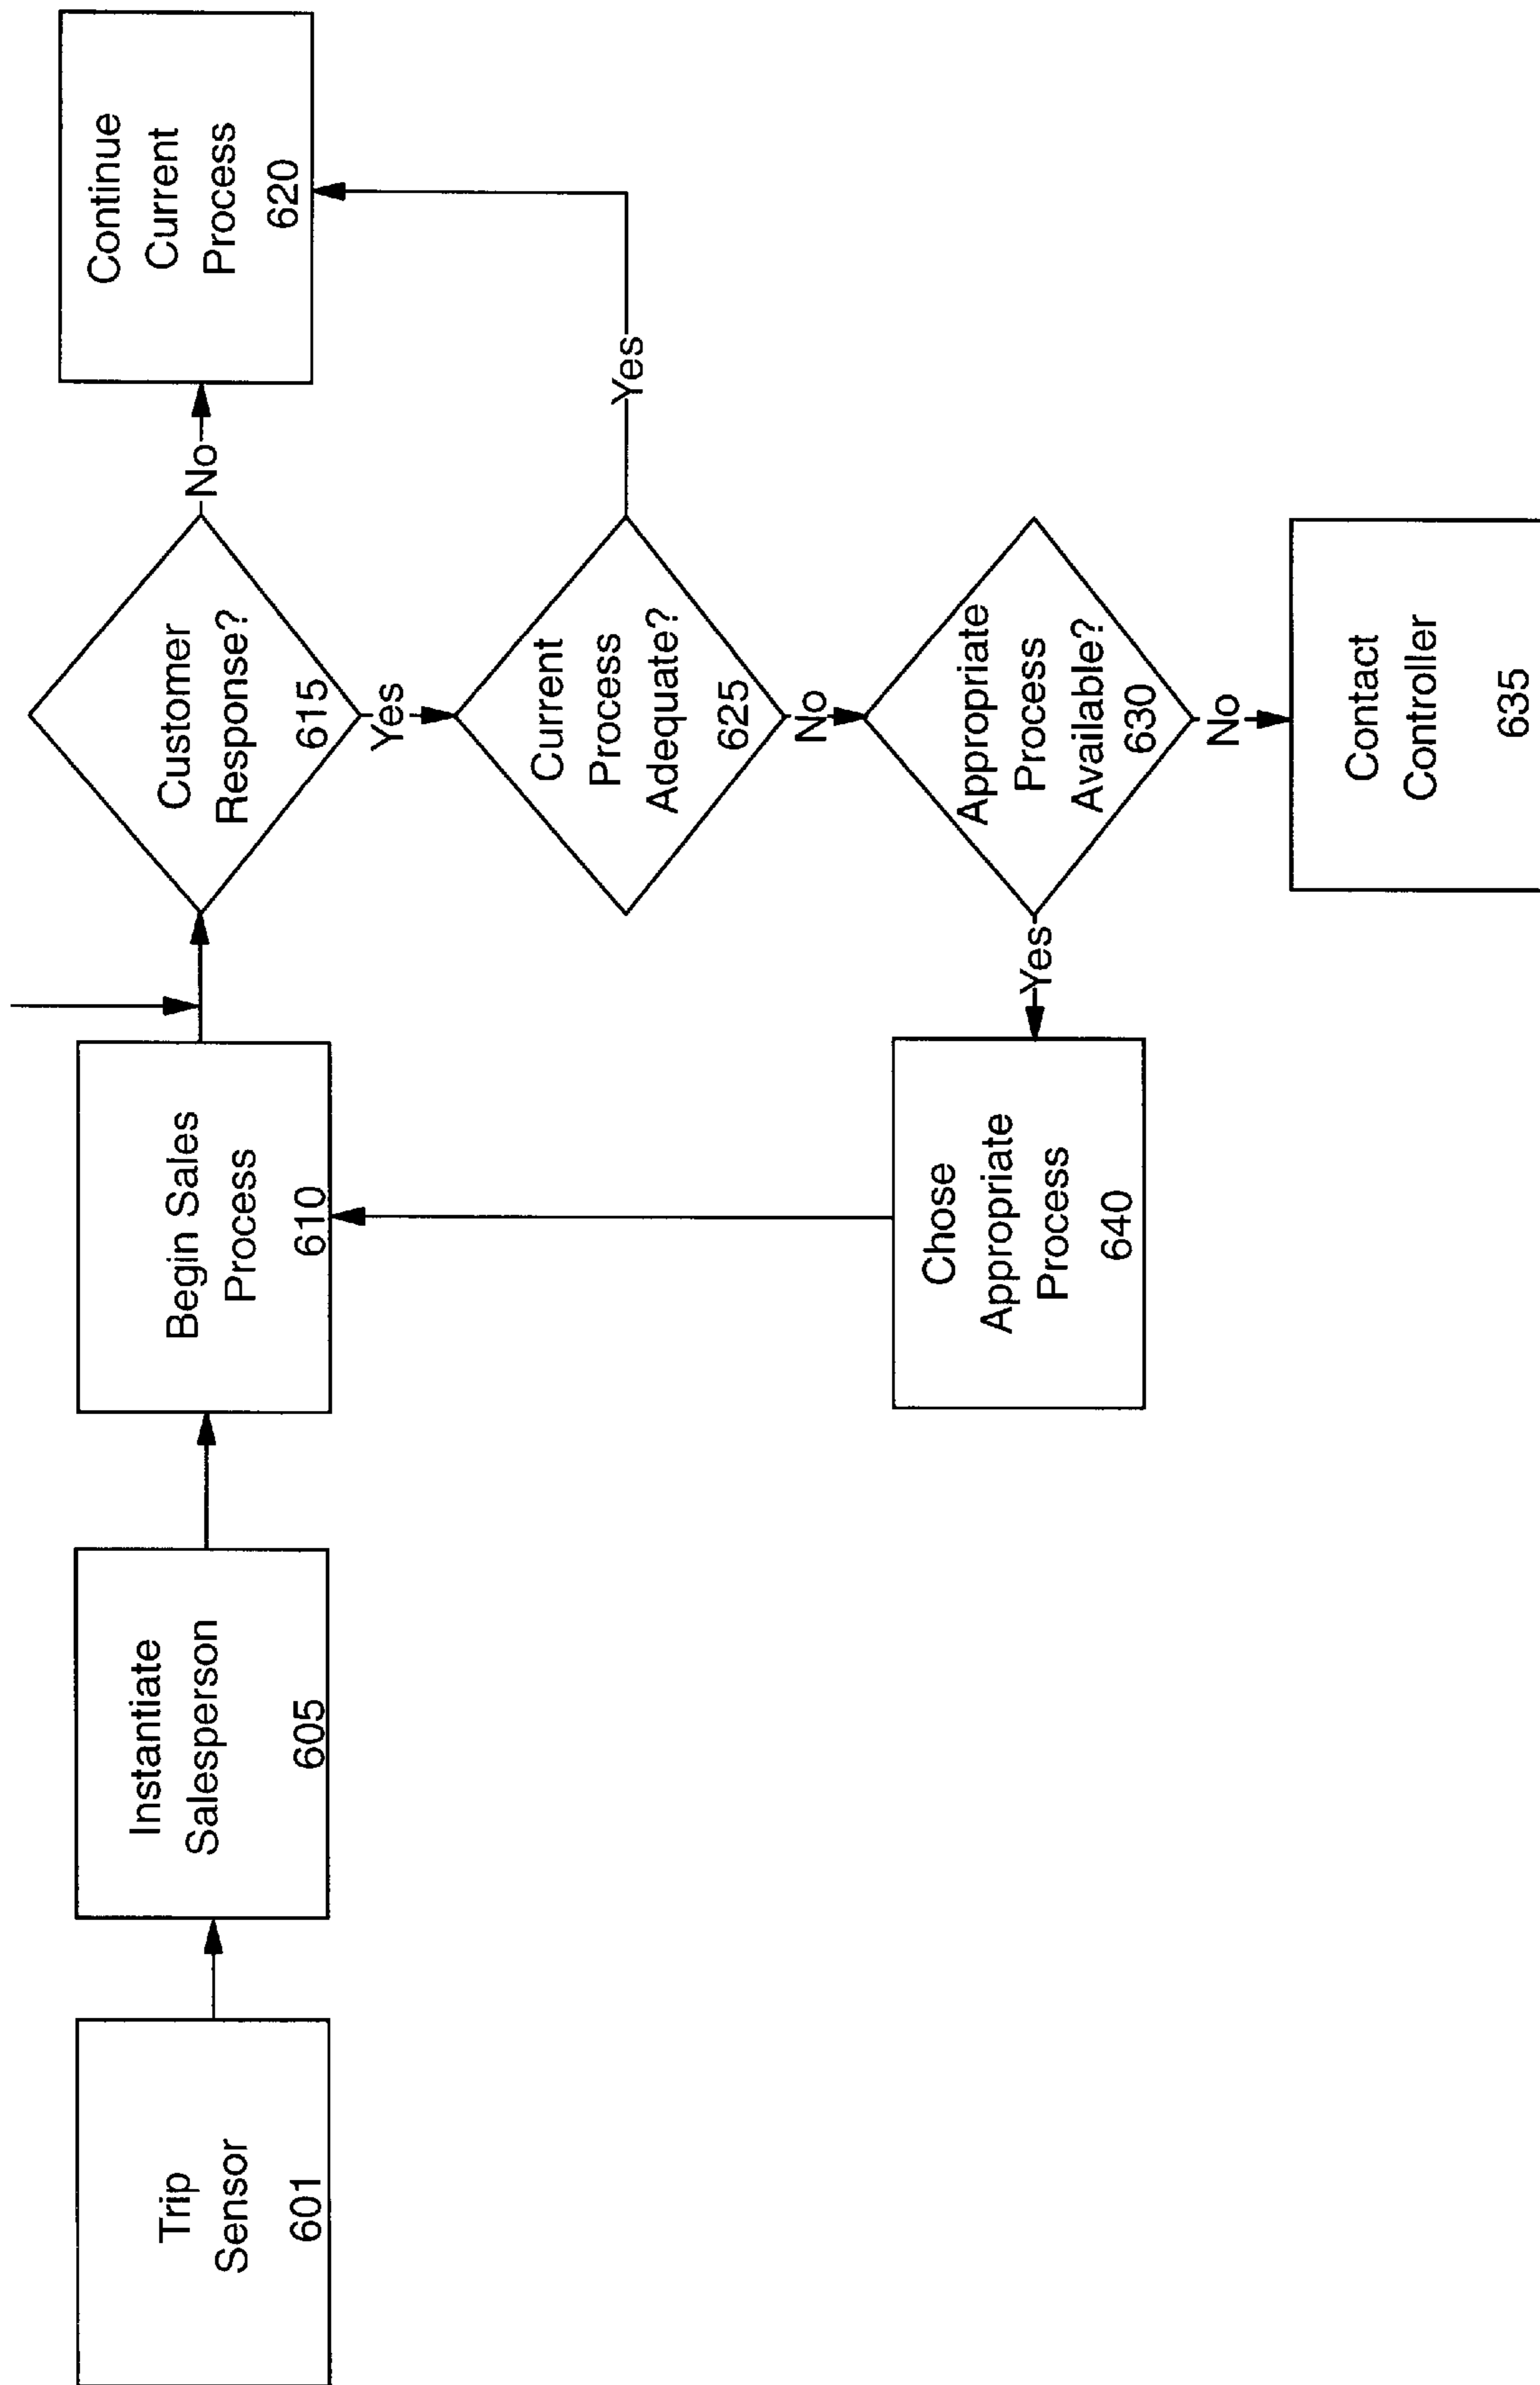 Trip
Sensor
601
Instantiate
Salesperson
605
Begin Sales
Process
610
Customer
Response?
615
No
Continue
Current
Process
620
Yes
Current
Process
Adequate?
625
Yes
No
Appropriate
Process
Available?
630
Yes
Chose
Appropriate
Process
640
No
Contact
Controller
635